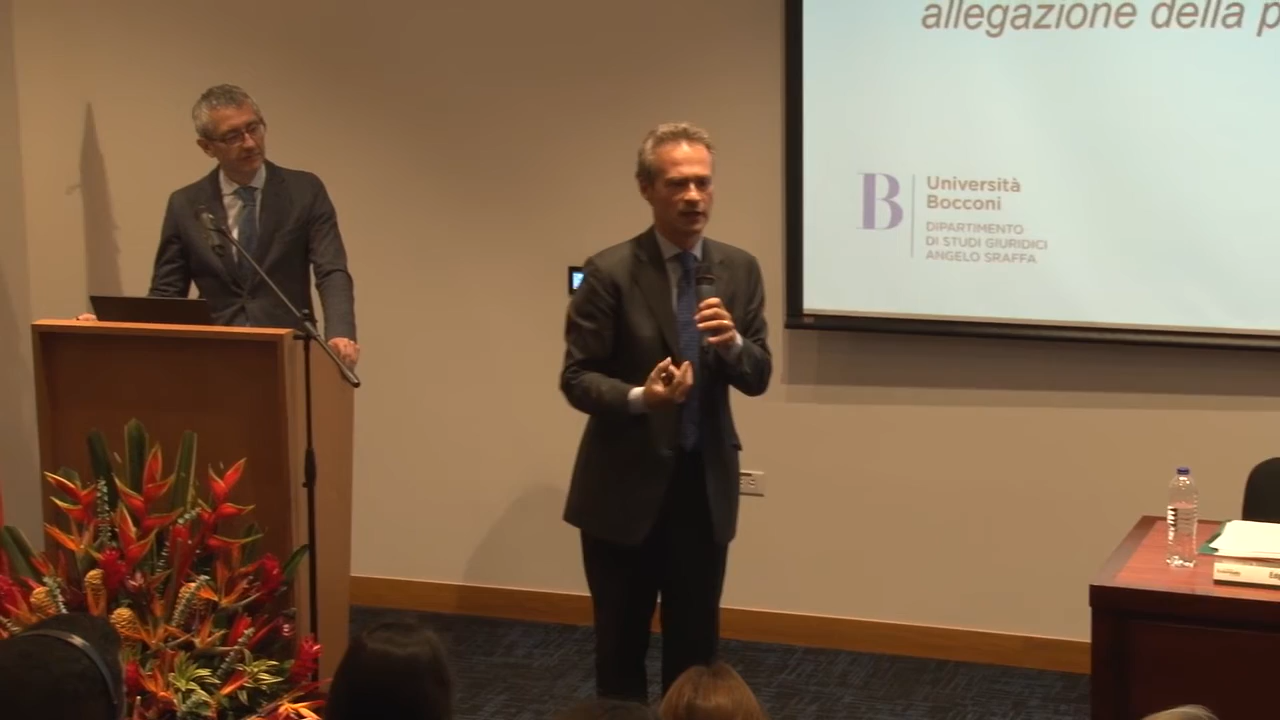 allegazione della p
B
Università
Bocconi
DIPARTIMENTO
DI STUDI GIURIDICI
ANGELO SRAFFA